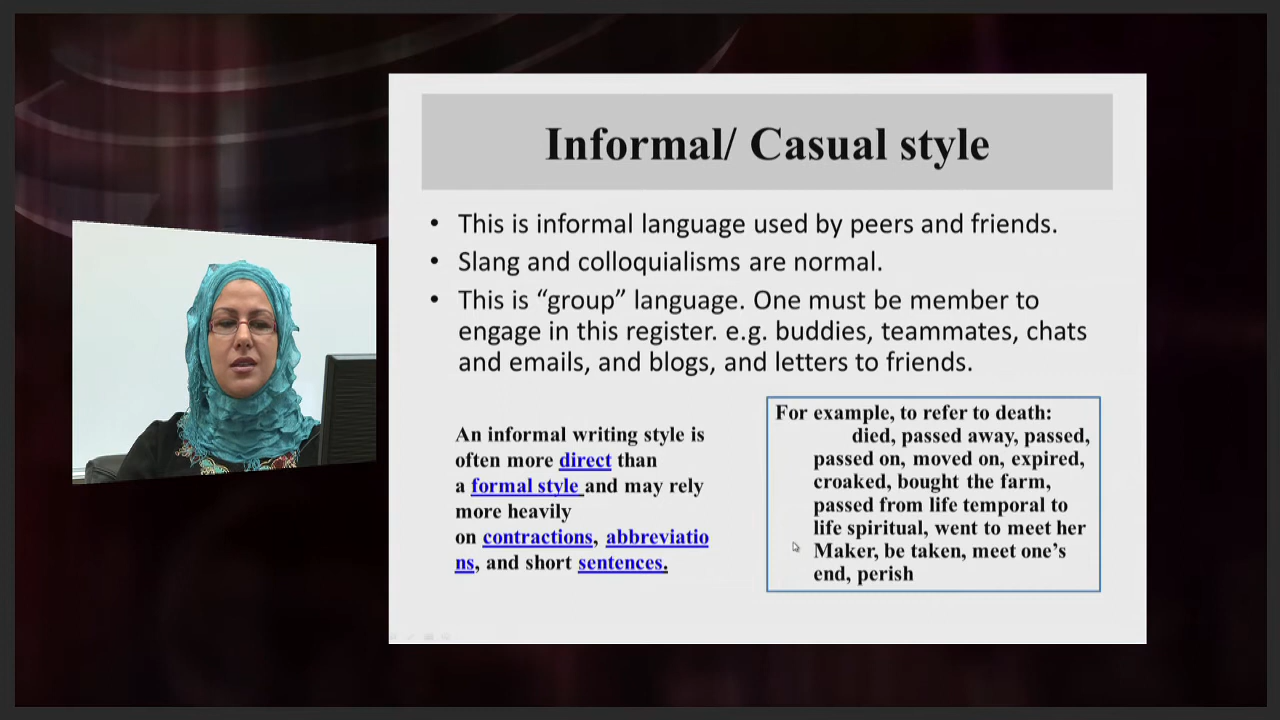 Informal/ Casual style
• This is informal language used by peers and friends.
• Slang and colloquialisms are normal.
• This is “group” language. One must be member to
engage in this register. e.g. buddies, teammates, chats
and emails, and blogs, and letters to friends.
An informal writing style is
often more direct than
a formal style and may rely
more heavily
on contractions, abbreviatio
ns, and short sentences.
For example, to refer to death:
died, passed away, passed,
passed on, moved on, expired,
croaked, bought the farm,
passed from life temporal to
life spiritual, went to meet her
Maker, be taken, meet one’s
end, perish